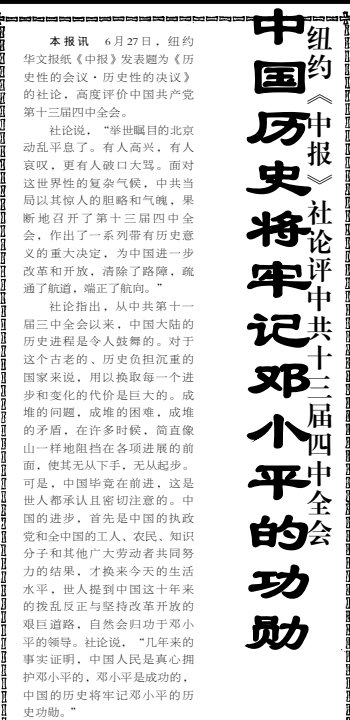 纽约《中报》社论评中共十三届四中全会
中国历史将牢记邓小平的功勋
本报讯　6月27日，纽约
华文报纸《中报》发表题为《历
史性的会议·历史性的决议》
的社论，高度评价中国共产党
第十三届四中全会。
社论说，“举世瞩目的北京
动乱平息了。有人高兴，有人
哀叹，更有人破口大骂。面对
这世界性的复杂气候，中共当
局以其惊人的胆略和气魄，果
断地召开了第十三届四中全
会，作出了一系列带有历史意
义的重大决定，为中国进一步
改革和开放，清除了路障，疏
通了航道，端正了航向。”
社论指出，从中共第十一
届三中全会以来，中国大陆的
历史进程是令人鼓舞的。对于
这个古老的、历史负担沉重的
国家来说，用以换取每一个进
步和变化的代价是巨大的。成
堆的问题，成堆的困难，成堆
的矛盾，在许多时候，简直像
山一样地阻挡在各项进展的前
面，使其无从下手，无从起步。
可是，中国毕竟在前进，这是
世人都承认且密切注意的。中
国的进步，首先是中国的执政
党和全中国的工人、农民、知识
分子和其他广大劳动者共同努
力的结果，才换来今天的生活
水平，世人提到中国这十年来
的拨乱反正与坚持改革开放的
艰巨道路，自然会归功于邓小
平的领导。社论说，“几年来的
事实证明，中国人民是真心拥
护邓小平的，邓小平是成功的，
中国的历史将牢记邓小平的历
史功勋。”